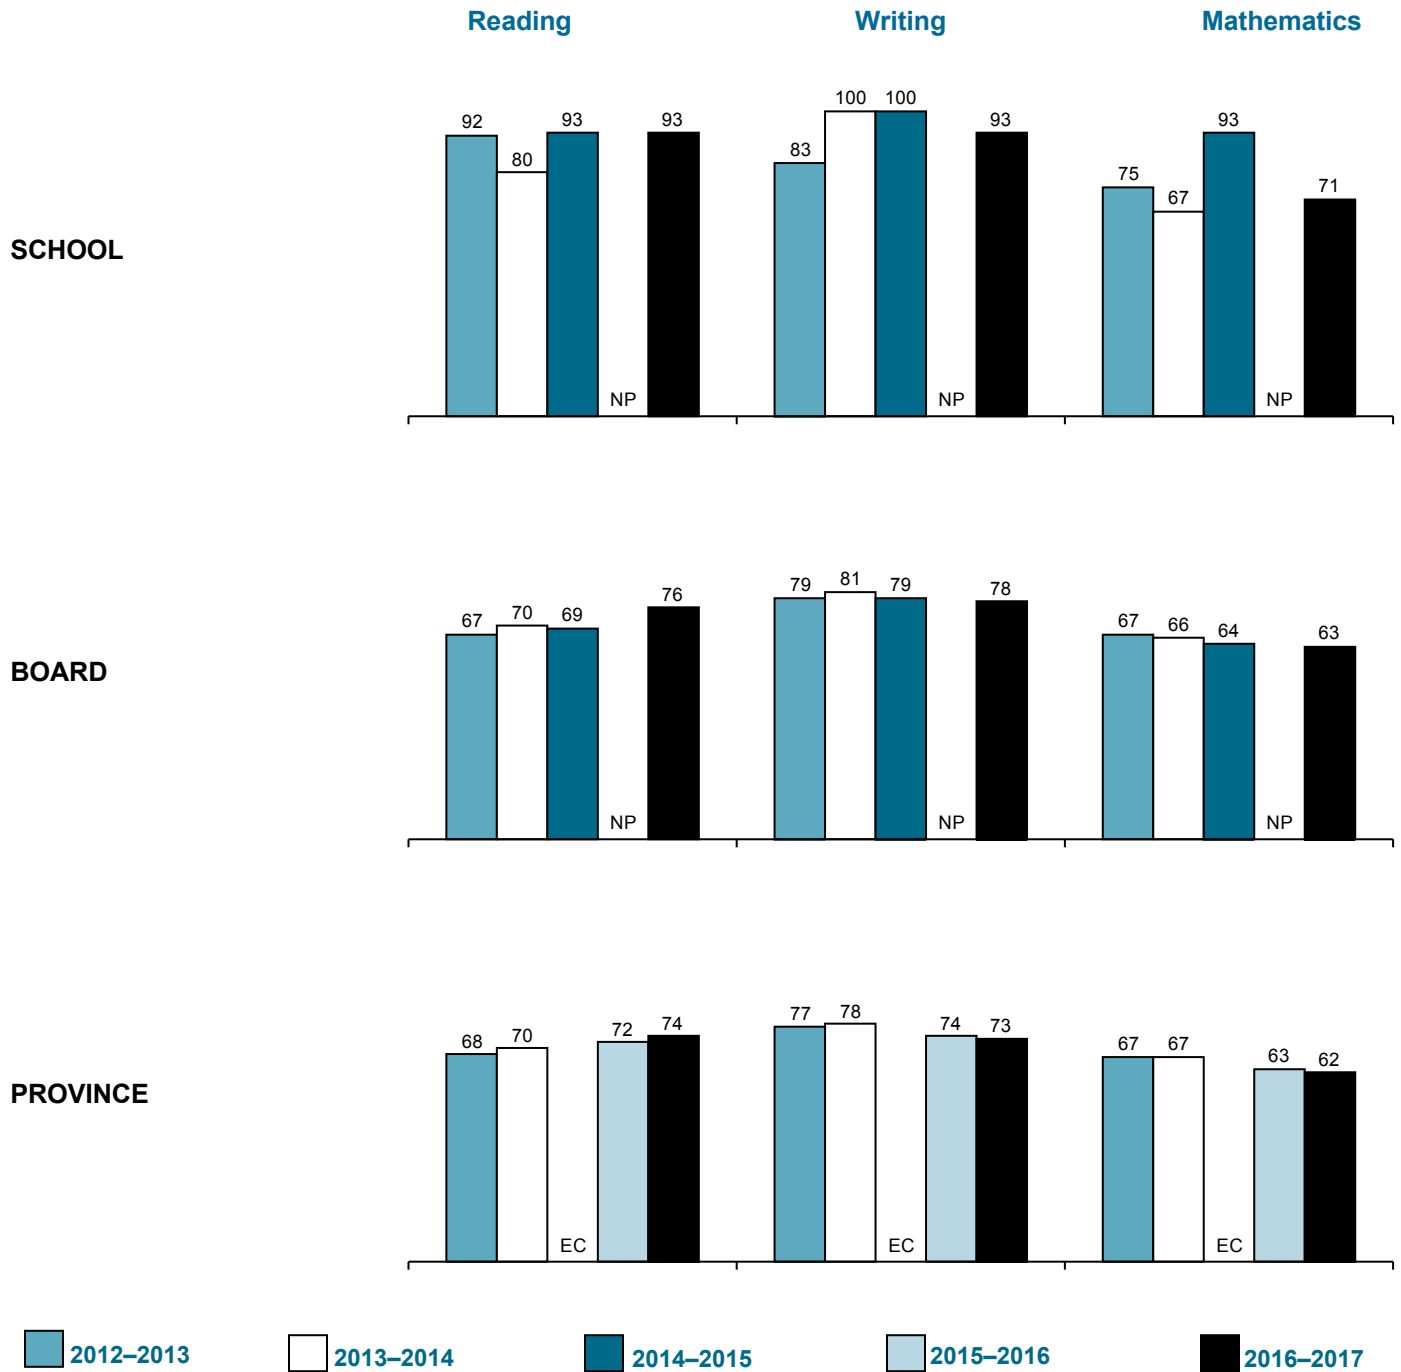 Reading Writing Mathematics
92 80 93 NP 93 83 100 100 NP 93 75 67 93 NP 71
SCHOOL
67 70 69 NP 76 79 81 79 NP 78 67 66 64 NP 63
BOARD
68 70 EC 72 74 77 78 EC 74 73 67 67 EC 63 62
PROVINCE
2012–2013 2013–2014 2014–2015 2015–2016 2016–2017